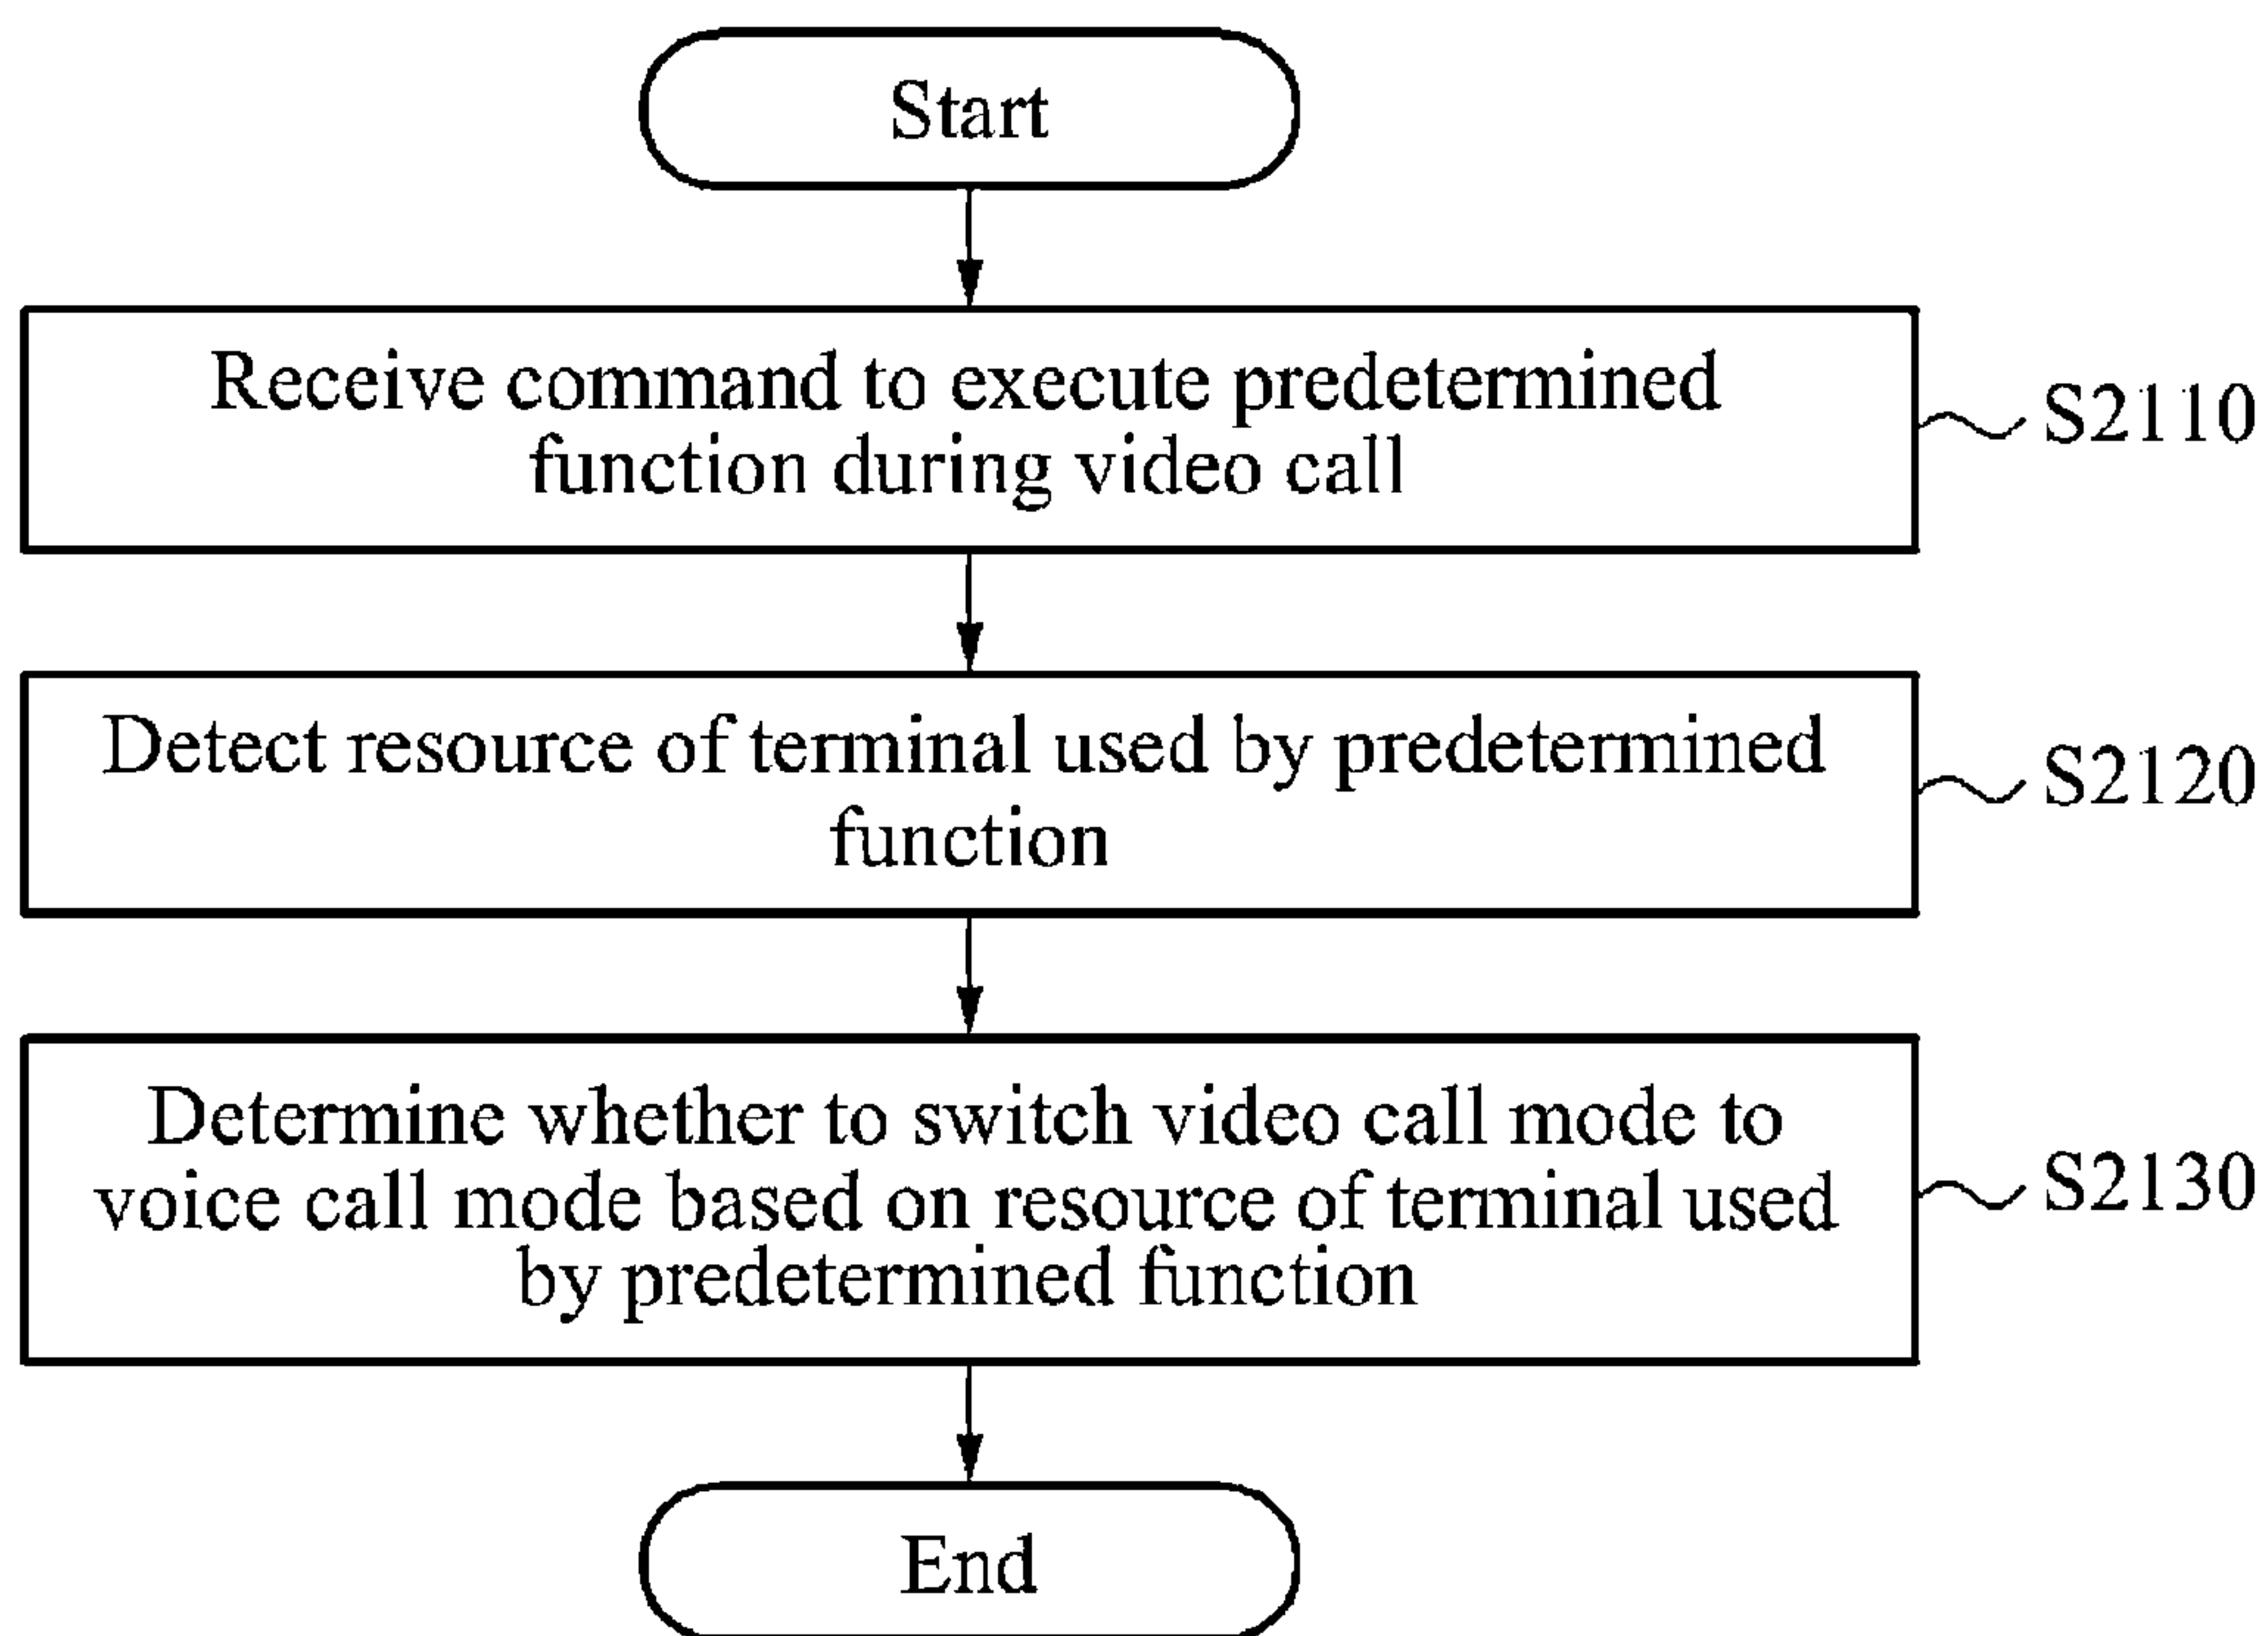 Start
Receive command to execute predetermined
function during video call
S2110
Detect resource of terminal used by predetermined
function
S2120
Determine whether to switch video call mode to
voice call mode based on resource of terminal used
by predetermined function
S2130
End